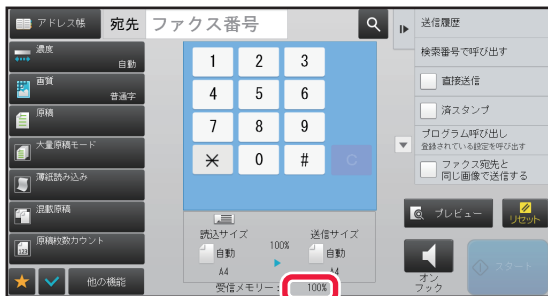 アドレス帳
宛先 ファクス番号
濃度
自動
画質
普通字
原稿
大量原稿モード
薄紙読み込み
混載原稿
原稿枚数カウント
他の機能
1 2 3
4 5 6
7 8 9
* 0 # C
読込サイズ
自動
A4
100%
送信サイズ
自動
A4
受信メモリー: 100%
送信履歴
検索番号で呼び出す
直接送信
済スタンプ
プログラム呼び出し
登録されている設定を呼び出す
ファクス宛先と
同じ画像で送信する
プレビュー
リセット
オン
フック
スタート